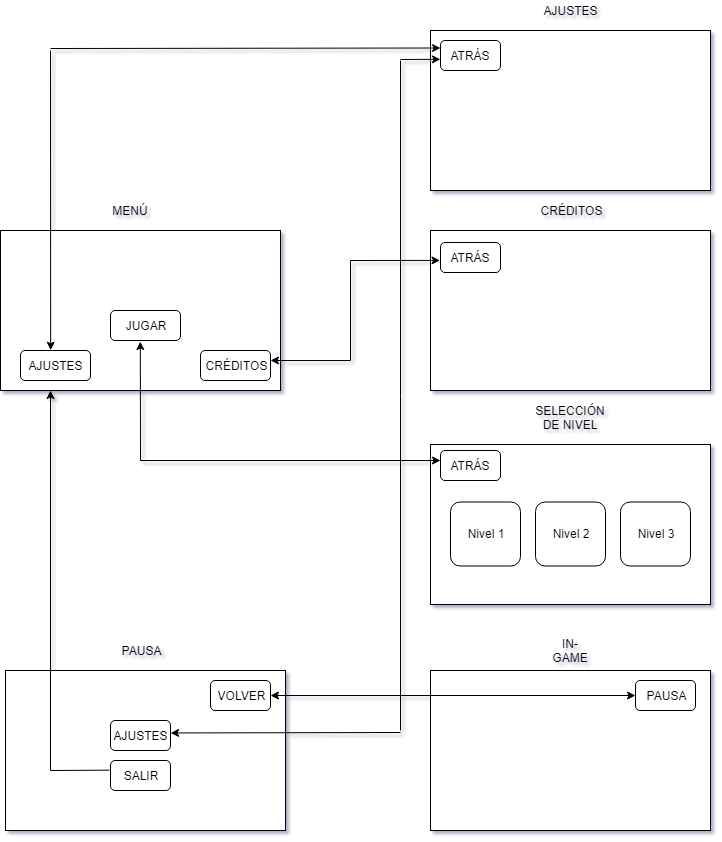 AJUSTES
ATRÁS
MENÚ
JUGAR
AJUSTES
CRÉDITOS
CRÉDITOS
ATRÁS
SELECCIÓN
DE NIVEL
ATRÁS
Nivel 1
Nivel 2
Nivel 3
PAUSA
VOLVER
AJUSTES
SALIR
IN-
GAME
PAUSA